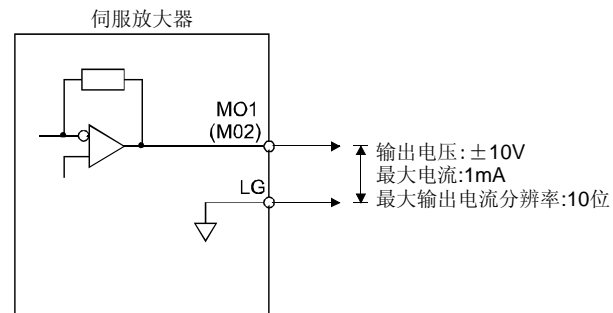 伺服放大器
MO1
(M02)
LG
输出电压:±10V
最大电流:1mA
最大输出电流分辨率:10位